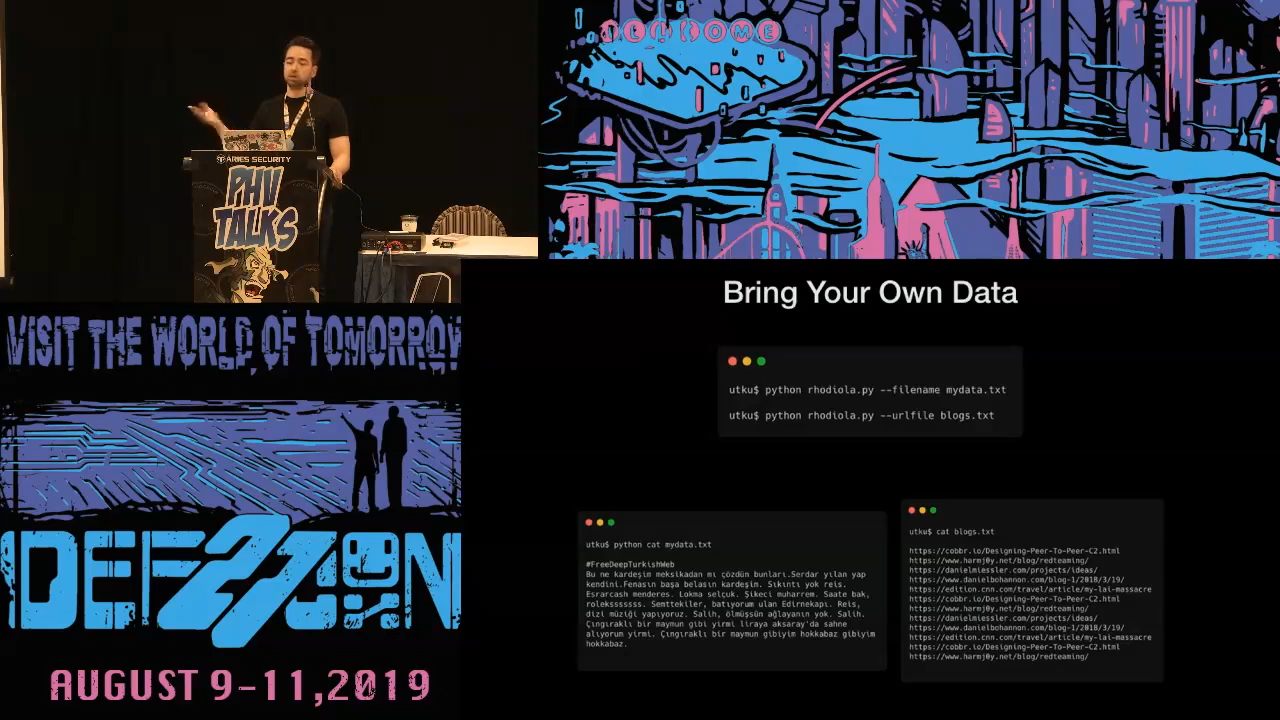 WELCOME
ARIES SECURITY
PHV
TALKS
VISIT THE WORLD OF TOMORROW
DEF 27 CON
AUGUST 9-11,2019
Bring Your Own Data
utku$ python rhodiola.py --filename mydata.txt
utku$ python rhodiola.py --urlfile blogs.txt
utku$ python cat mydata.txt
#FreeDeepTurkishWeb
Bu ne kardeşim meksikadan mı çözdün bunları.Serdar yılan yap
kendini.Fenasın başa belasın kardeşim. Sıkıntı yok reis.
Esrarcash menderes. Lokma selçuk. Şikeci muharrem. Saate bak,
roleksssssss. Semttekiler, batıyorum ulan Edirnekapı. Reis,
dizi müziği yapıyoruz. Salih, ölmüşsün ağlayanın yok. Salih.
Çıngıraklı bir maymun gibi yirmi liraya aksaray'da sahne
alıyorum yirmi. Çıngıraklı bir maymun gibiyim hokkabaz gibiyim
hokkabaz.
utku$ cat blogs.txt
https://cobbr.io/Designing-Peer-To-Peer-C2.html
https://www.harmj0y.net/blog/redteaming/
https://danielmiessler.com/projects/ideas/
https://www.danielbohannon.com/blog-1/2018/3/19/
https://edition.cnn.com/travel/article/my-lai-massacre
https://cobbr.io/Designing-Peer-To-Peer-C2.html
https://www.harmj0y.net/blog/redteaming/
https://danielmiessler.com/projects/ideas/
https://www.danielbohannon.com/blog-1/2018/3/19/
https://edition.cnn.com/travel/article/my-lai-massacre
https://cobbr.io/Designing-Peer-To-Peer-C2.html
https://www.harmj0y.net/blog/redteaming/